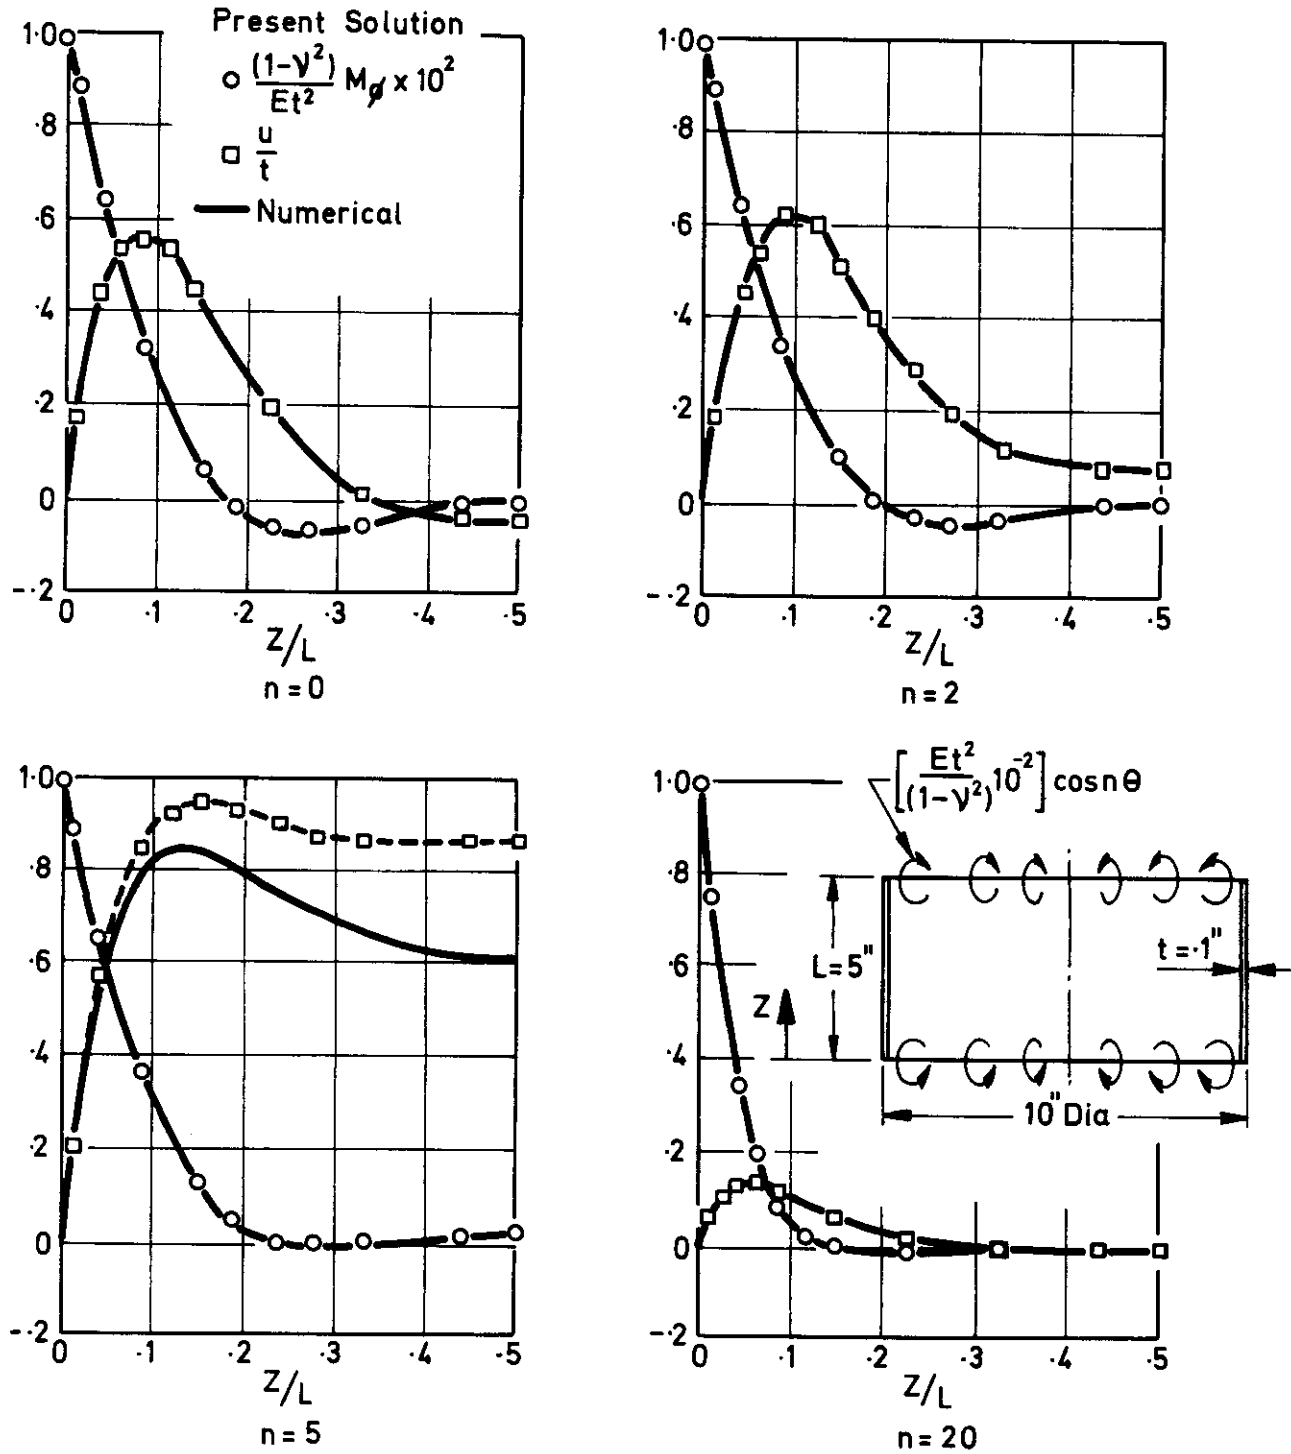 Present Solution
○ (1-ν²)/Et² Mφ × 10²
□ u/t
Numerical
1.0
.8
.6
.4
.2
0
-.2
0 .1 .2 .3 .4 .5
Z/L
n = 0
1.0
.8
.6
.4
.2
0
-.2
0 .1 .2 .3 .4 .5
Z/L
n = 2
1.0
.8
.6
.4
.2
0
-.2
0 .1 .2 .3 .4 .5
Z/L
n = 5
[Et²/(1-ν²) 10⁻²] cos nθ
L = 5"
t = .1"
Z
10" Dia
1.0
.8
.6
.4
.2
0
-.2
0 .1 .2 .3 .4 .5
Z/L
n = 20